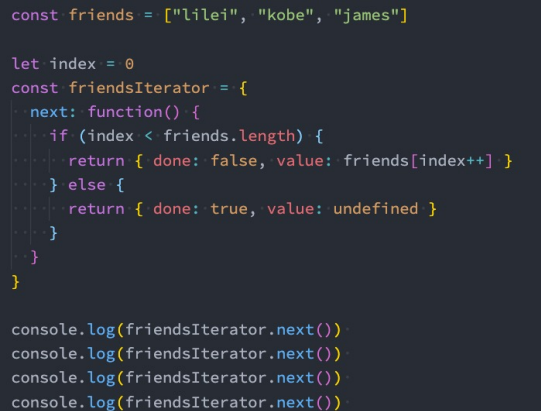 const friends = ["lilei", "kobe", "james"]
let index = 0
const friendsIterator = {
  next: function() {
    if (index < friends.length) {
      return { done: false, value: friends[index++] }
    } else {
      return { done: true, value: undefined }
    }
  }
}
console.log(friendsIterator.next())
console.log(friendsIterator.next())
console.log(friendsIterator.next())
console.log(friendsIterator.next())